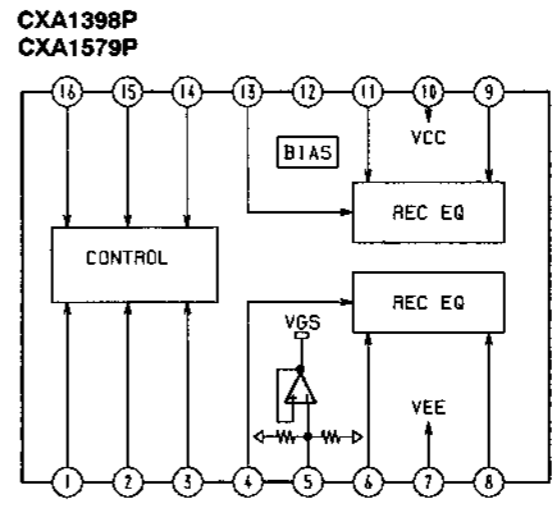 CXA1398P
CXA1579P
16 15 14 13 12 11 10 9
VCC
BIAS
REC EQ
CONTROL
REC EQ
VGS
VEE
1 2 3 4 5 6 7 8